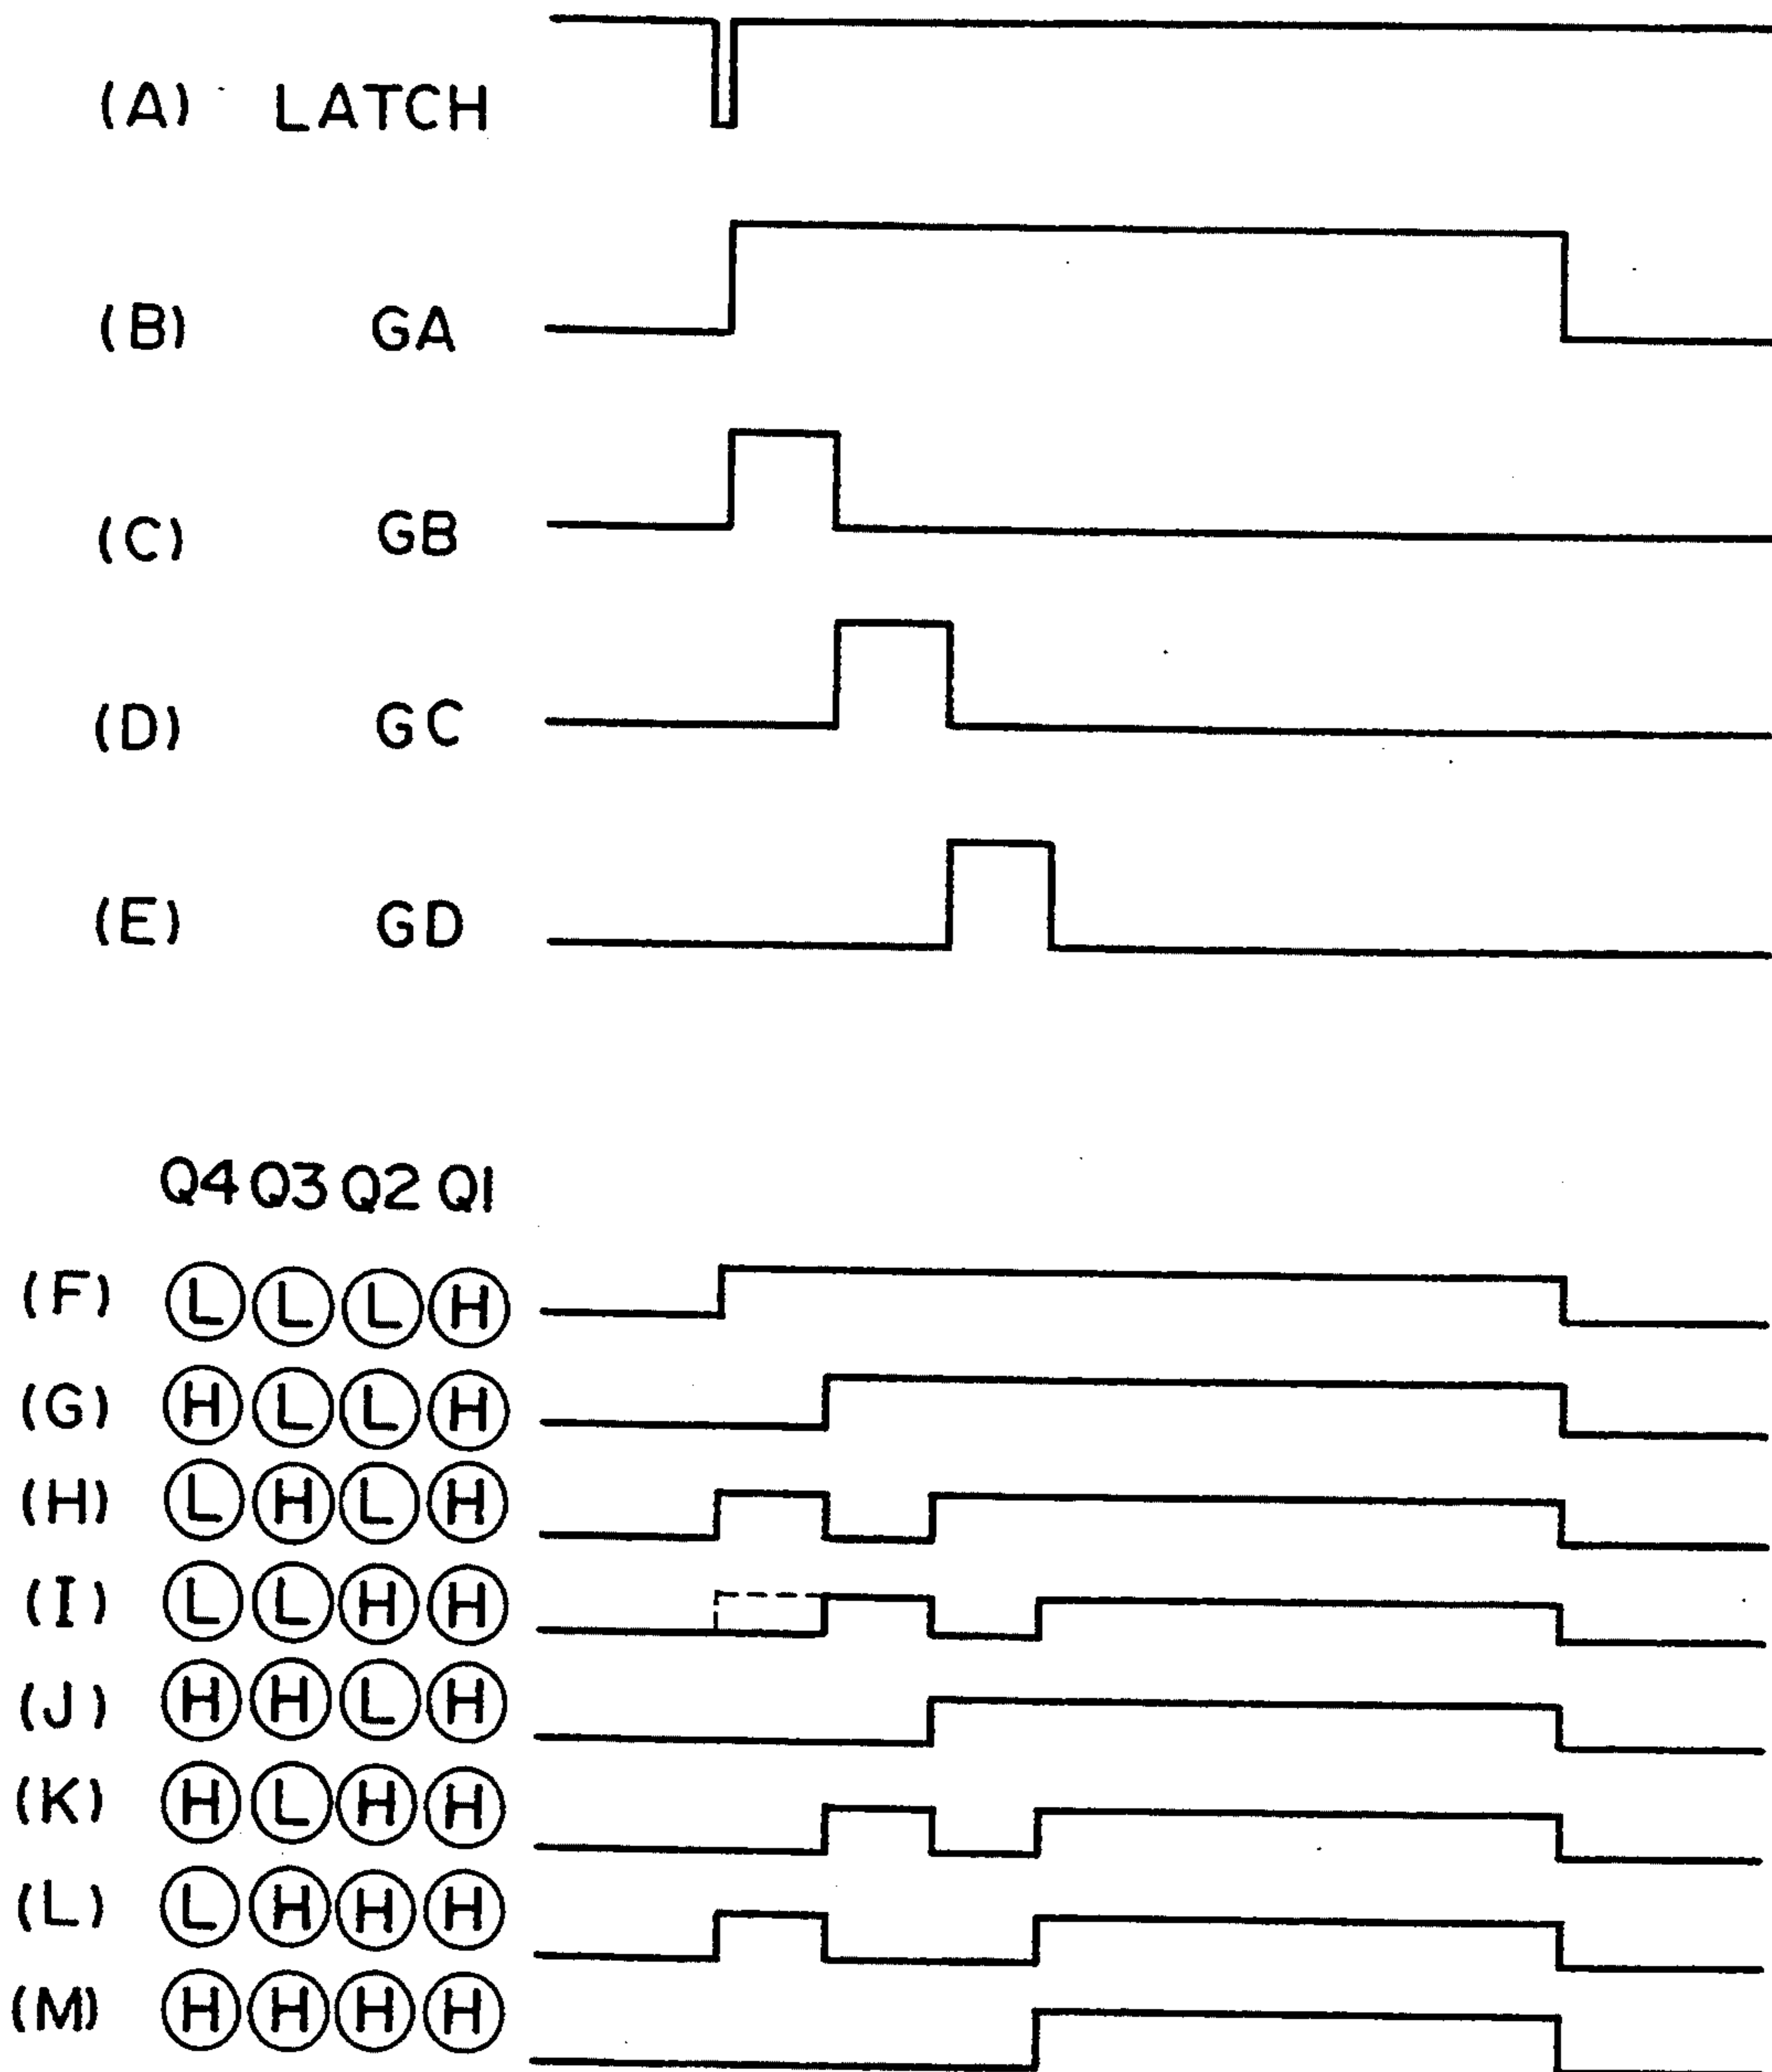 (A) LATCH
(B) GA
(C) GB
(D) GC
(E) GD
Q4 Q3 Q2 Q1
(F) L L L H
(G) H L L H
(H) L H L H
(I) L L H H
(J) H H L H
(K) H L H H
(L) L H H H
(M) H H H H